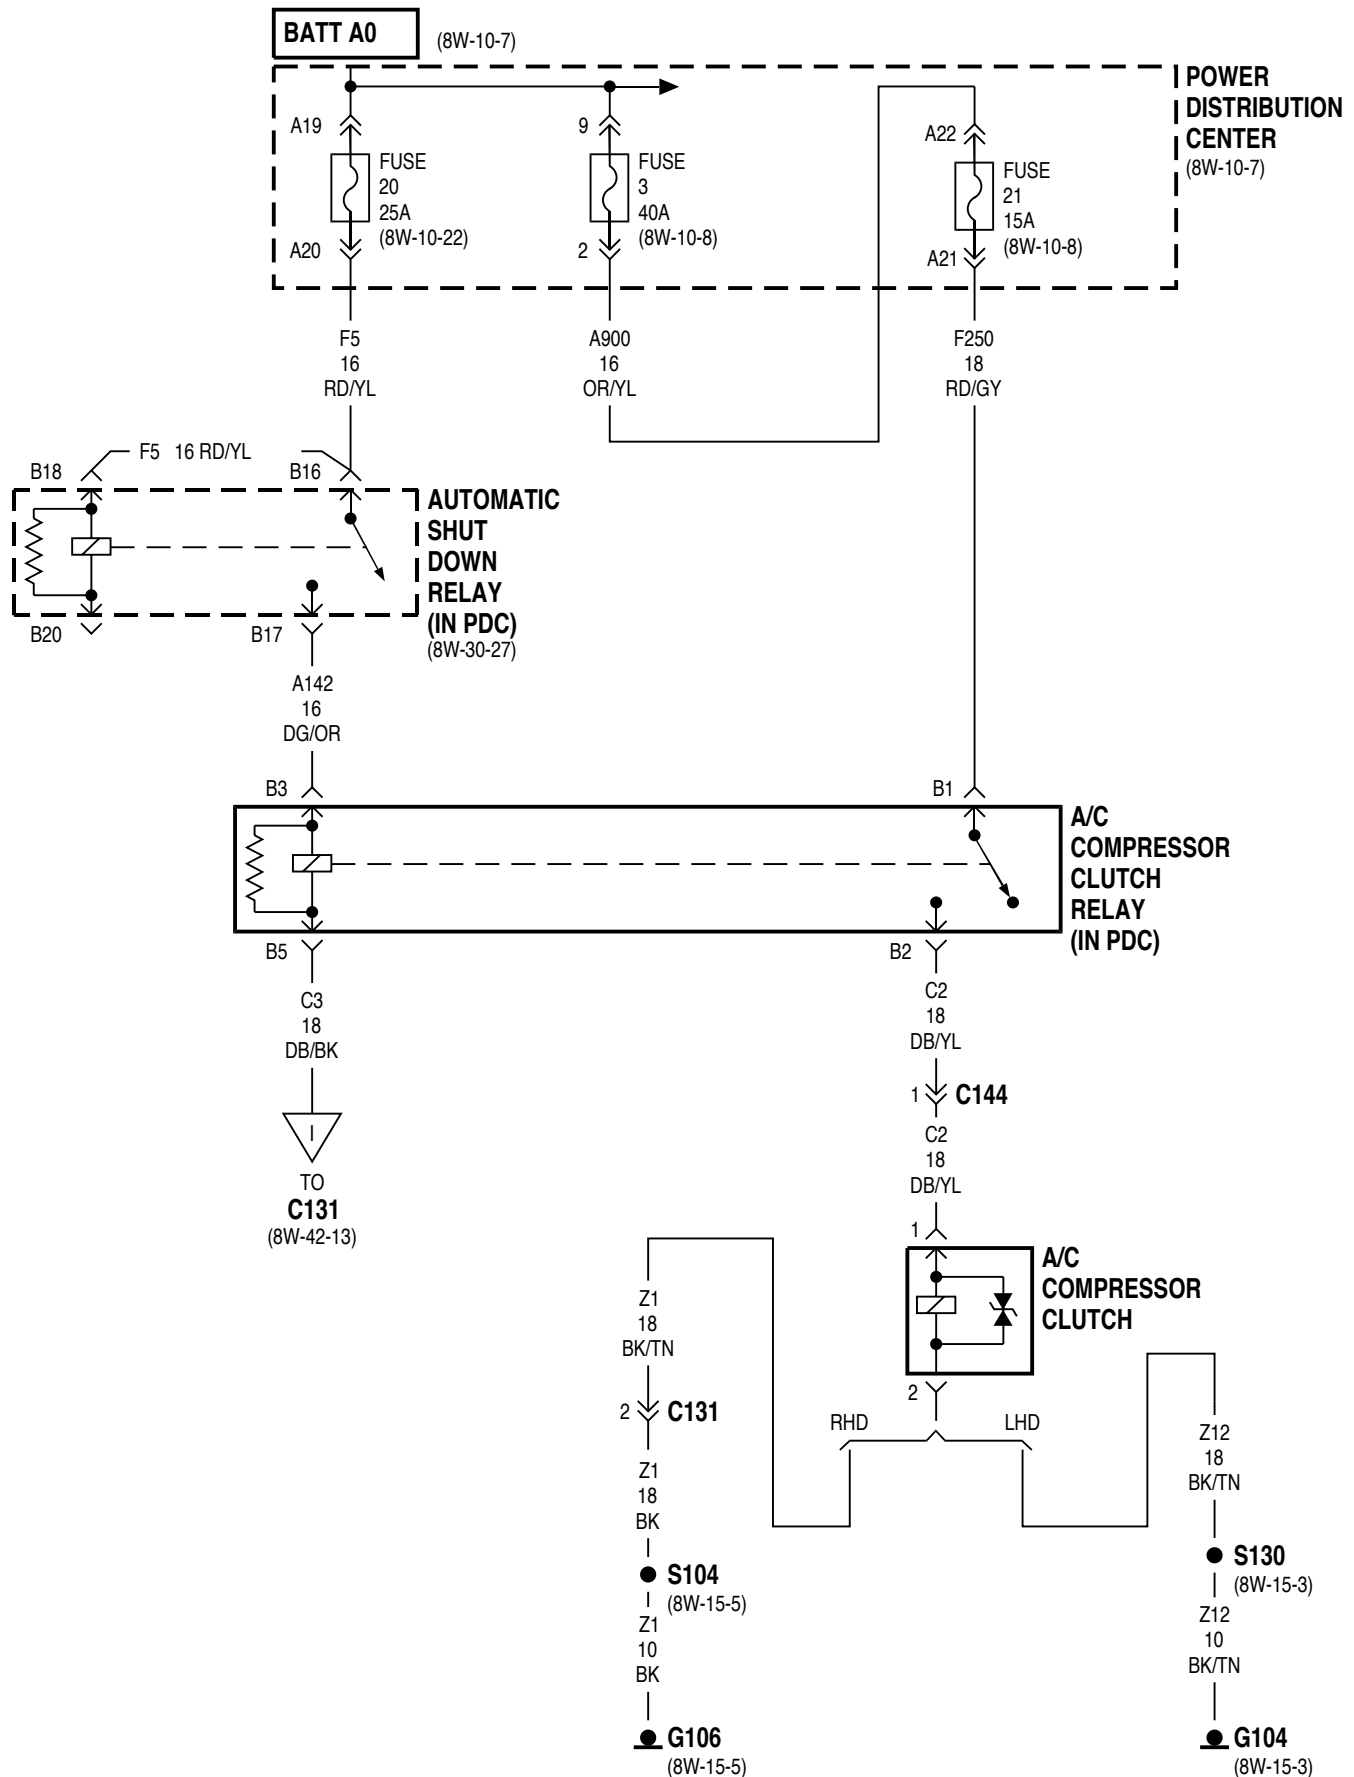 BATT A0
(8W-10-7)
POWER
DISTRIBUTION
CENTER
(8W-10-7)
A19
FUSE
20
25A
(8W-10-22)
A20
9
FUSE
3
40A
(8W-10-8)
2
A22
FUSE
21
15A
(8W-10-8)
A21
F5
16
RD/YL
A900
16
OR/YL
F250
18
RD/GY
B18
F5 16 RD/YL
B16
AUTOMATIC
SHUT
DOWN
RELAY
(IN PDC)
(8W-30-27)
B20
B17
A142
16
DG/OR
B3
B1
A/C
COMPRESSOR
CLUTCH
RELAY
(IN PDC)
B5
B2
C3
18
DB/BK
I
TO
C131
(8W-42-13)
C2
18
DB/YL
1
C144
C2
18
DB/YL
1
A/C
COMPRESSOR
CLUTCH
2
RHD
LHD
Z1
18
BK/TN
2
C131
Z1
18
BK
S104
(8W-15-5)
Z1
10
BK
G106
(8W-15-5)
Z12
18
BK/TN
S130
(8W-15-3)
Z12
10
BK/TN
G104
(8W-15-3)